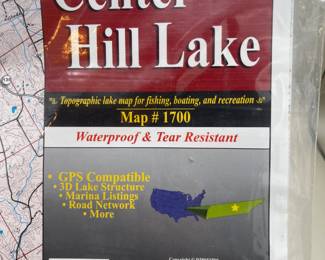 Center
Hill Lake
Topographic lake map for fishing, boating, and recreation
Map # 1700
Waterproof & Tear Resistant
• GPS Compatible
• 3D Lake Structure
• Marina Listings
• Road Network
• More
Copyright ©